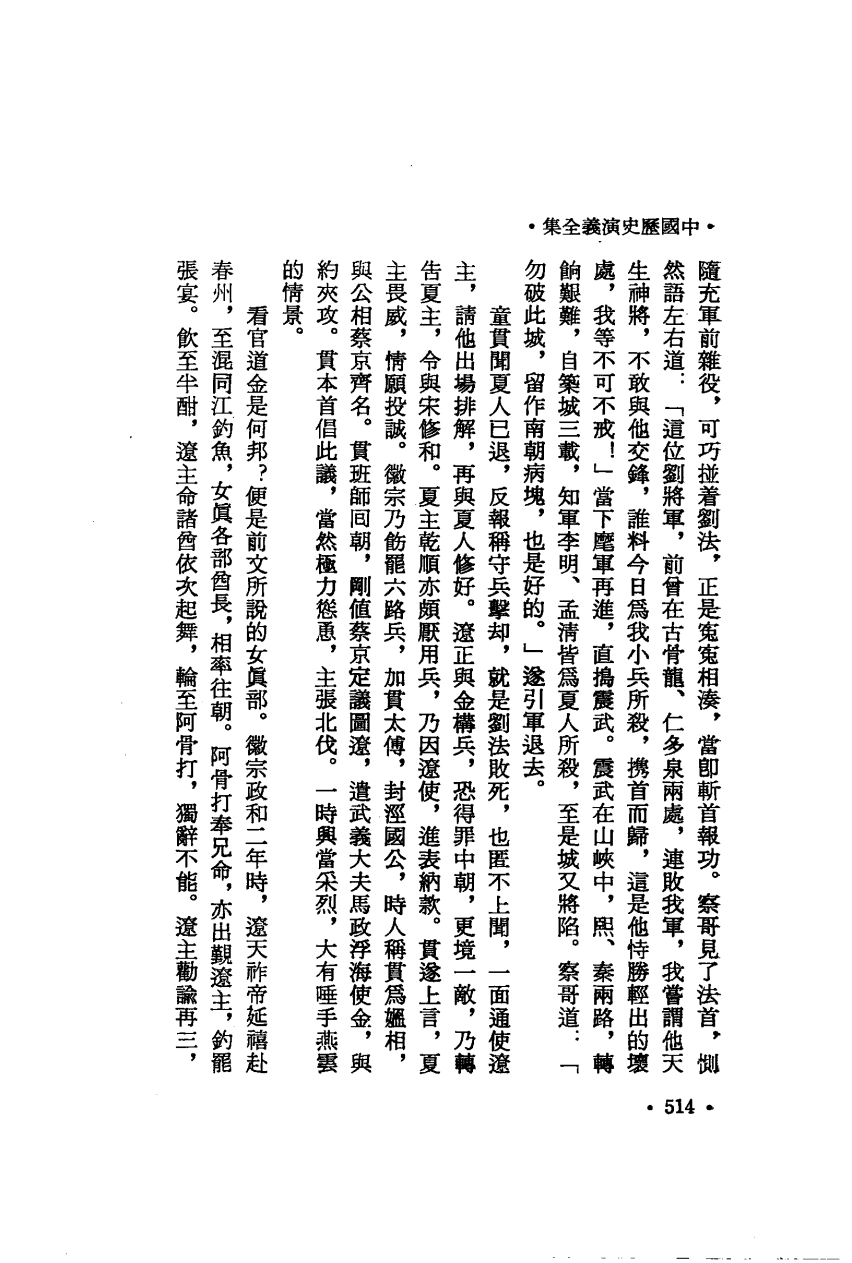 •中國歷史演義全集•
隨充軍前雜役，可巧掽着劉法，正是寃寃相湊，當卽斬首報功。察哥見了法首，惻
然語左右道：「這位劉將軍，前曾在古骨龍、仁多泉兩處，連敗我軍，我嘗謂他天
生神將，不敢與他交鋒，誰料今日爲我小兵所殺，携首而歸，這是他恃勝輕出的壞
處，我等不可不戒！」當下麾軍再進，直搗震武。震武在山峽中，熙、秦兩路，轉
餉艱難，自築城三載，知軍李明、孟淸皆爲夏人所殺，至是城又將陷。察哥道：「
勿破此城，留作南朝病塊，也是好的。」遂引軍退去。
童貫聞夏人已退，反報稱守兵擊却，就是劉法敗死，也匿不上聞，一面通使遼
主，請他出場排解，再與夏人修好。遼正與金構兵，恐得罪中朝，更境一敵，乃轉
告夏主，令與宋修和。夏主乾順亦頗厭用兵，乃因遼使，進表納款。貫遂上言，夏
主畏威，情願投誠。徽宗乃飭罷六路兵，加貫太傅，封涇國公，時人稱貫爲媼相，
與公相蔡京齊名。貫班師囘朝，剛值蔡京定議圖遼，遣武義大夫馬政浮海使金，與
約夾攻。貫本首倡此議，當然極力慫恿，主張北伐。一時興當采烈，大有唾手燕雲
的情景。
看官道金是何邦？便是前文所說的女眞部。徽宗政和二年時，遼天祚帝延禧赴
春州，至混同江釣魚，女眞各部酋長，相率往朝。阿骨打奉兄命，亦出覲遼主，釣罷
張宴。飮至半酣，遼主命諸酋依次起舞，輪至阿骨打，獨辭不能。遼主勸諭再三，
•514•